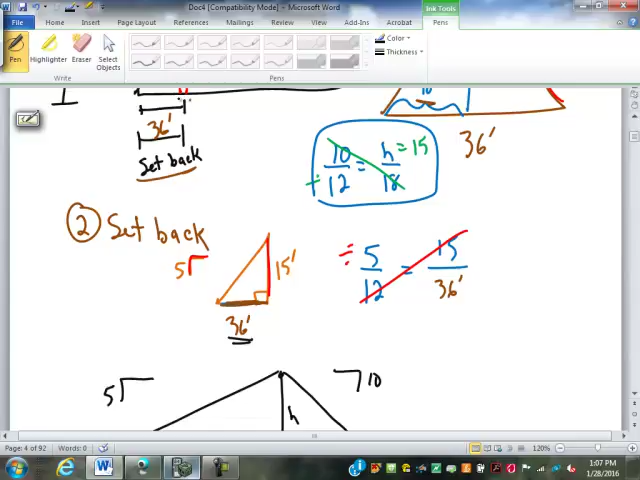 Doc4 [Compatibility Mode] - Microsoft Word
Ink Tools
File Home Insert Page Layout References Mailings Review View Add-Ins Acrobat Pens
Pen Highlighter Eraser Select Objects
Color
Thickness
Write Pens
10
36'
36'
Set back
10/12 = h/18 = 15
② Set back
5
15'
÷ 5/12 = 15/36'
36'
5
10
h
Page: 4 of 92 Words: 0 120%
1:07 PM
1/28/2016